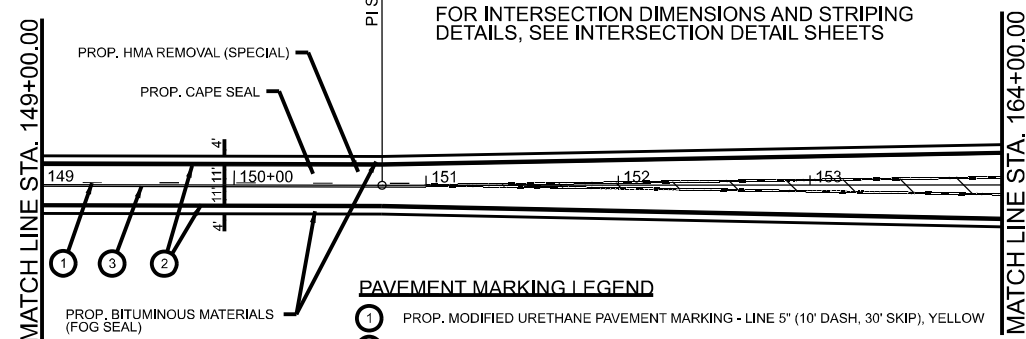 PI S
FOR INTERSECTION DIMENSIONS AND STRIPING
DETAILS, SEE INTERSECTION DETAIL SHEETS
MATCH LINE STA. 149+00.00
PROP. HMA REMOVAL (SPECIAL)
PROP. CAPE SEAL
4'
11'
11'
4'
149
150+00
151
152
153
1
3
2
MATCH LINE STA. 164+00.00
PROP. BITUMINOUS MATERIALS
(FOG SEAL)
PAVEMENT MARKING LEGEND
1 PROP. MODIFIED URETHANE PAVEMENT MARKING - LINE 5" (10' DASH, 30' SKIP), YELLOW